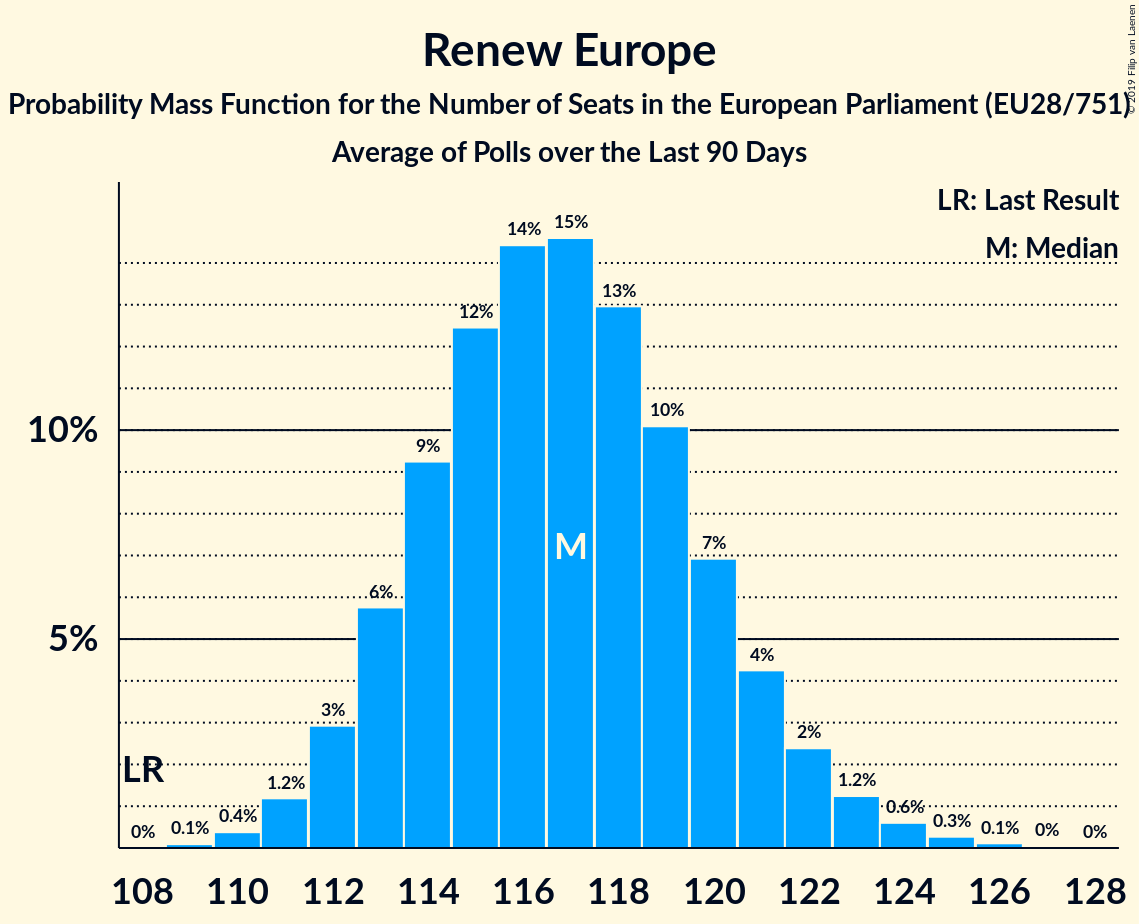 Renew Europe
Probability Mass Function for the Number of Seats in the European Parliament (EU28/751)
Average of Polls over the Last 90 Days
© 2019 Filip van Laenen
LR: Last Result
M: Median
15%
14%
13%
12%
10%
10%
9%
M
7%
6%
5%
4%
3%
2%
LR
1.2%
1.2%
0.4%
0.6%
0.3%
0% 0.1%
0.1% 0% 0%
108 110 112 114 116 118 120 122 124 126 128